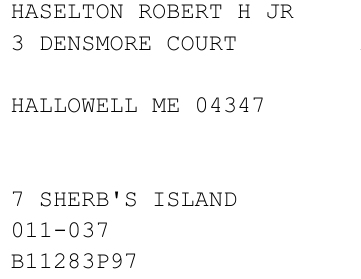 HASELTON ROBERT H JR
3 DENSMORE COURT
HALLOWELL ME 04347
7 SHERB'S ISLAND
011-037
B11283P97